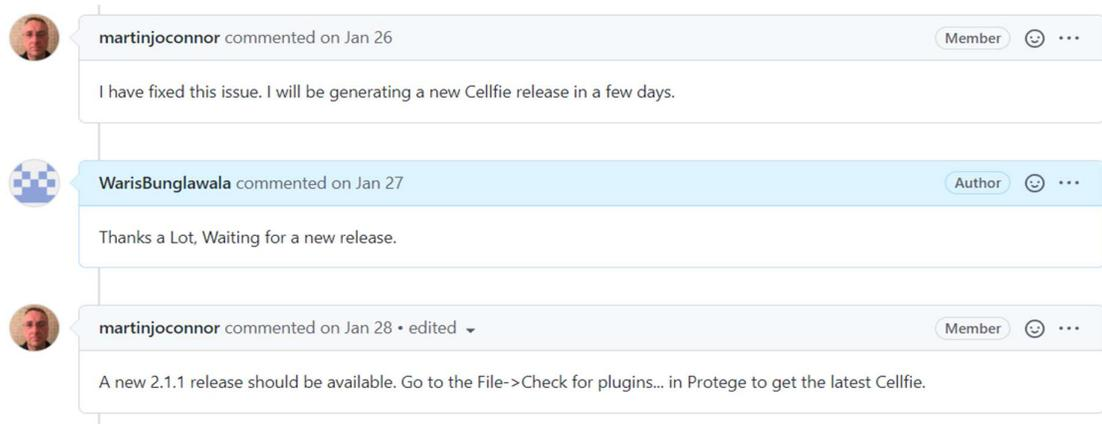 martinjoconnor commented on Jan 26 Member
I have fixed this issue. I will be generating a new Cellfie release in a few days.
WarisBunglawala commented on Jan 27 Author
Thanks a Lot, Waiting for a new release.
martinjoconnor commented on Jan 28 • edited Member
A new 2.1.1 release should be available. Go to the File->Check for plugins... in Protege to get the latest Cellfie.